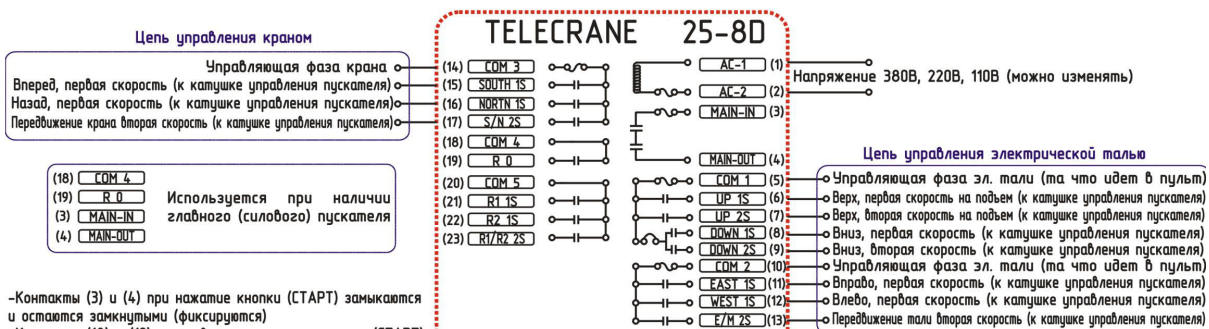 TELECRANE 25-8D
Цепь управления краном
Управляющая фаза крана
Вперед, первая скорость (к катушке управления пускателя)
Назад, первая скорость (к катушке управления пускателя)
Передвижение крана вторая скорость (к катушке управления пускателя)
(14) COM 3
(15) SOUTH 1S
(16) NORTN 1S
(17) S/N 2S
(18) COM 4
(19) R 0
(20) COM 5
(21) R1 1S
(22) R2 1S
(23) R1/R2 2S
(18) COM 4
(19) R 0
(3) MAIN-IN
(4) MAIN-OUT
Используется при наличии
главного (силового) пускателя
-Контакты (3) и (4) при нажатие кнопки (СТАРТ) замыкаются
и остаются замкнутыми (фиксируются)
AC-1 (1)
AC-2 (2)
MAIN-IN (3)
MAIN-OUT (4)
COM 1 (5)
UP 1S (6)
UP 2S (7)
DOWN 1S (8)
DOWN 2S (9)
COM 2 (10)
EAST 1S (11)
WEST 1S (12)
E/M 2S (13)
Напряжение 380В, 220В, 110В (можно изменять)
Цепь управления электрической талью
Управляющая фаза эл. тали (та что идет в пульт)
Верх, первая скорость на подъем (к катушке управления пускателя)
Верх, вторая скорость на подъем (к катушке управления пускателя)
Вниз, первая скорость (к катушке управления пускателя)
Вниз, вторая скорость (к катушке управления пускателя)
Управляющая фаза эл. тали (та что идет в пульт)
Вправо, первая скорость (к катушке управления пускателя)
Влево, первая скорость (к катушке управления пускателя)
Передвижение тали вторая скорость (к катушке управления пускателя)